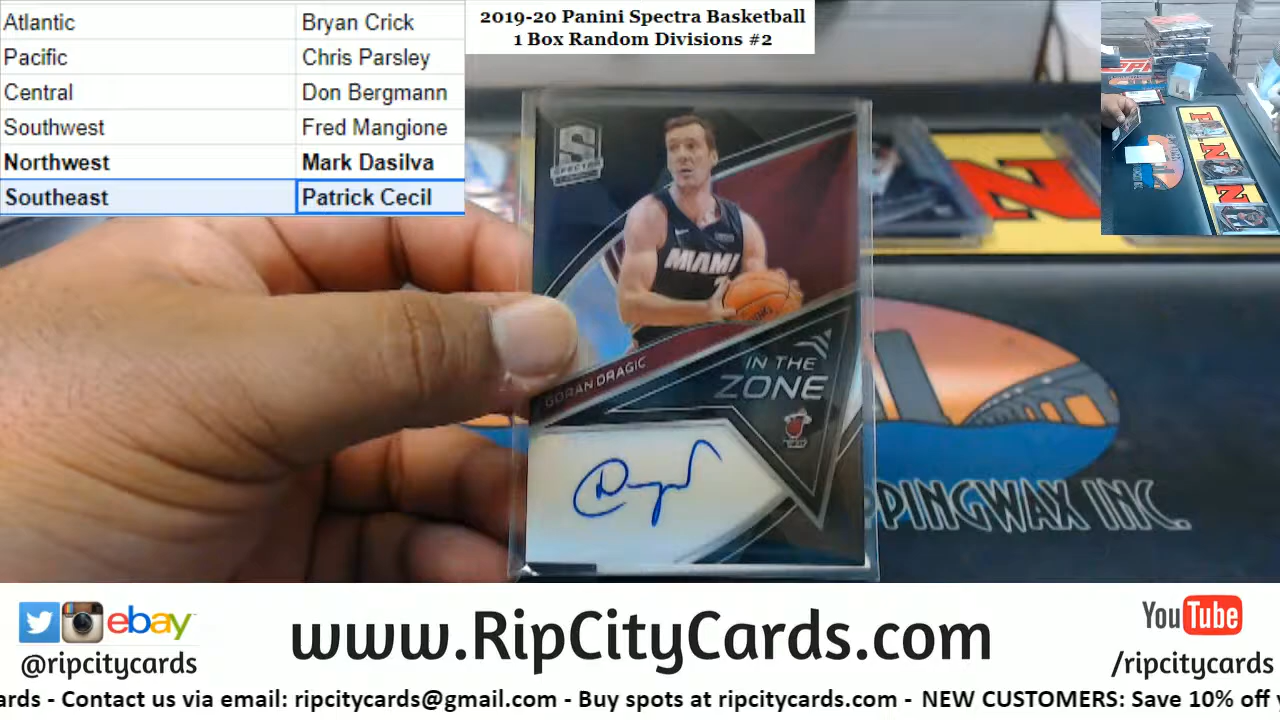 Atlantic Bryan Crick
Pacific Chris Parsley
Central Don Bergmann
Southwest Fred Mangione
Northwest Mark Dasilva
Southeast Patrick Cecil
2019-20 Panini Spectra Basketball
1 Box Random Divisions #2
S
SPECTRA
MIAMI
GORAN DRAGIC
IN THE
ZONE
PPINGWAX INC.
ebay
@ripcitycards
www.RipCityCards.com
YouTube
/ripcitycards
ards - Contact us via email: ripcitycards@gmail.com - Buy spots at ripcitycards.com - NEW CUSTOMERS: Save 10% off